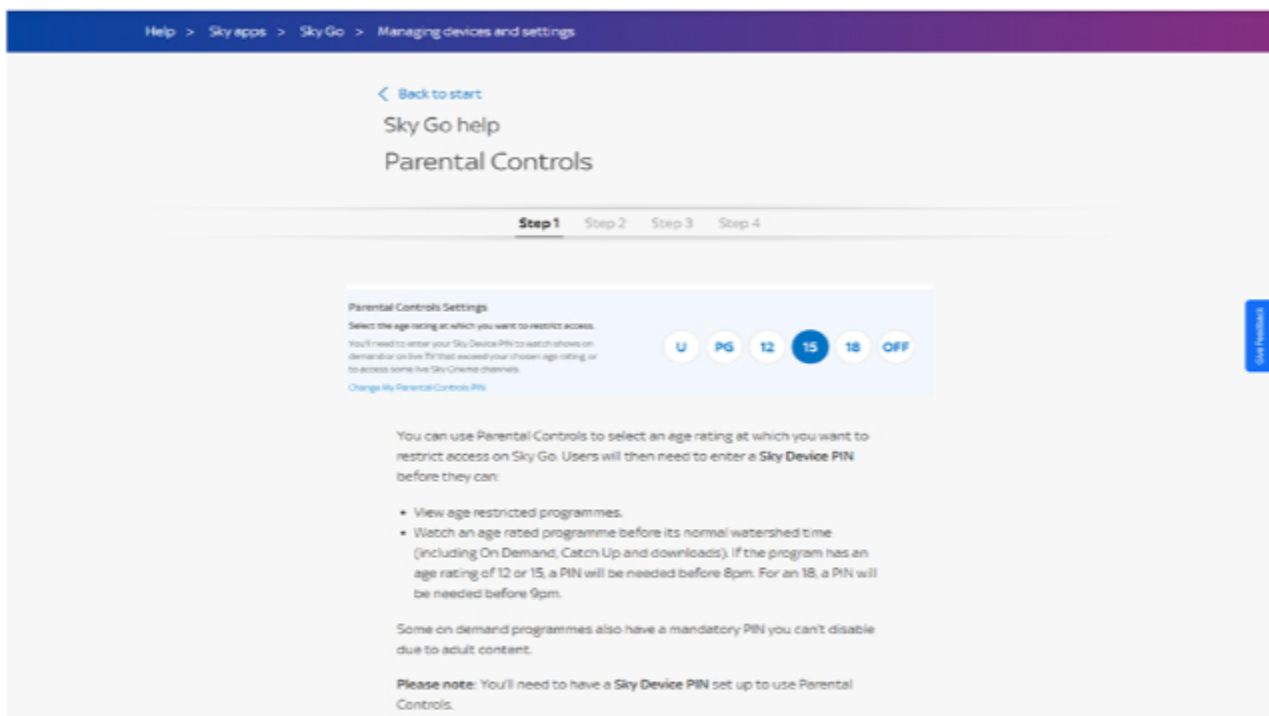 Help > Sky apps > Sky Go > Managing devices and settings
< Back to start
Sky Go help
Parental Controls
Step 1 Step 2 Step 3 Step 4
Parental Controls Settings
Select the age rating at which you want to restrict access.
You'll need to enter your Sky Device PIN to watch shows on
demand or on live TV that exceed your chosen age rating, or
to access some live Sky Cinema channels.
Change My Parental Controls PIN
U PG 12 15 18 OFF
Give Feedback
You can use Parental Controls to select an age rating at which you want to
restrict access on Sky Go. Users will then need to enter a Sky Device PIN
before they can:
• View age restricted programmes.
• Watch an age rated programme before its normal watershed time
(including On Demand, Catch Up and downloads). If the program has an
age rating of 12 or 15, a PIN will be needed before 8pm. For an 18, a PIN will
be needed before 9pm.
Some on demand programmes also have a mandatory PIN you can't disable
due to adult content.
Please note: You'll need to have a Sky Device PIN set up to use Parental
Controls.